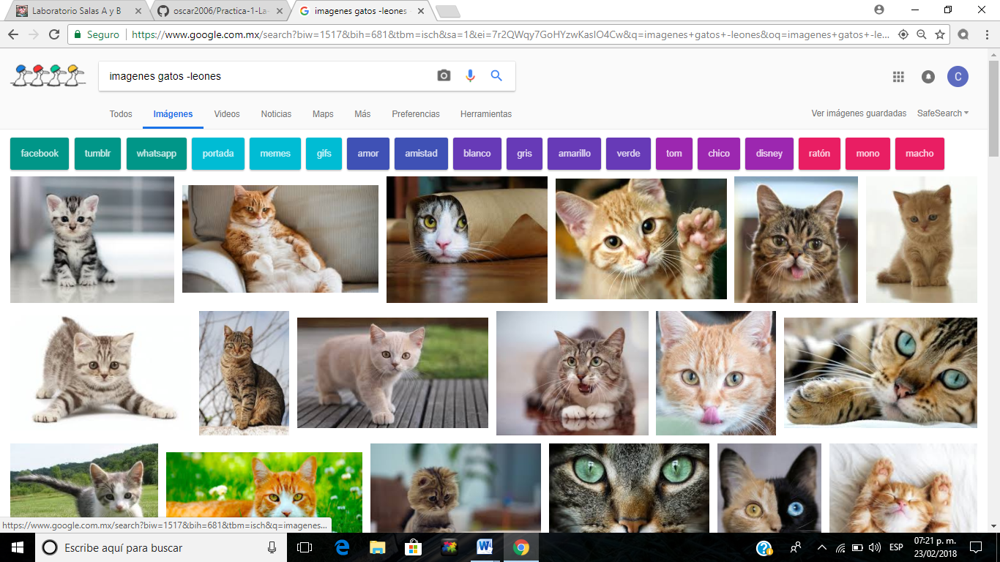 Laboratorio Salas A y B
oscar2006/Practica-1-La
imagenes gatos -leones
Seguro
https://www.google.com.mx/search?biw=1517&bih=681&tbm=isch&sa=1&ei=7r2QWqy7GoHYzwKasIO4Cw&q=imagenes+gatos+-leones&oq=imagenes+gatos+-le...
imagenes gatos -leones
C
Todos Imágenes Videos Noticias Maps Más Preferencias Herramientas Ver imágenes guardadas SafeSearch
facebook tumblr whatsapp portada memes gifs amor amistad blanco gris amarillo verde tom chico disney ratón mono macho
https://www.google.com.mx/search?biw=1517&bih=681&tbm=isch&q=imagenes...
Escribe aquí para buscar
ESP
07:21 p. m.
23/02/2018